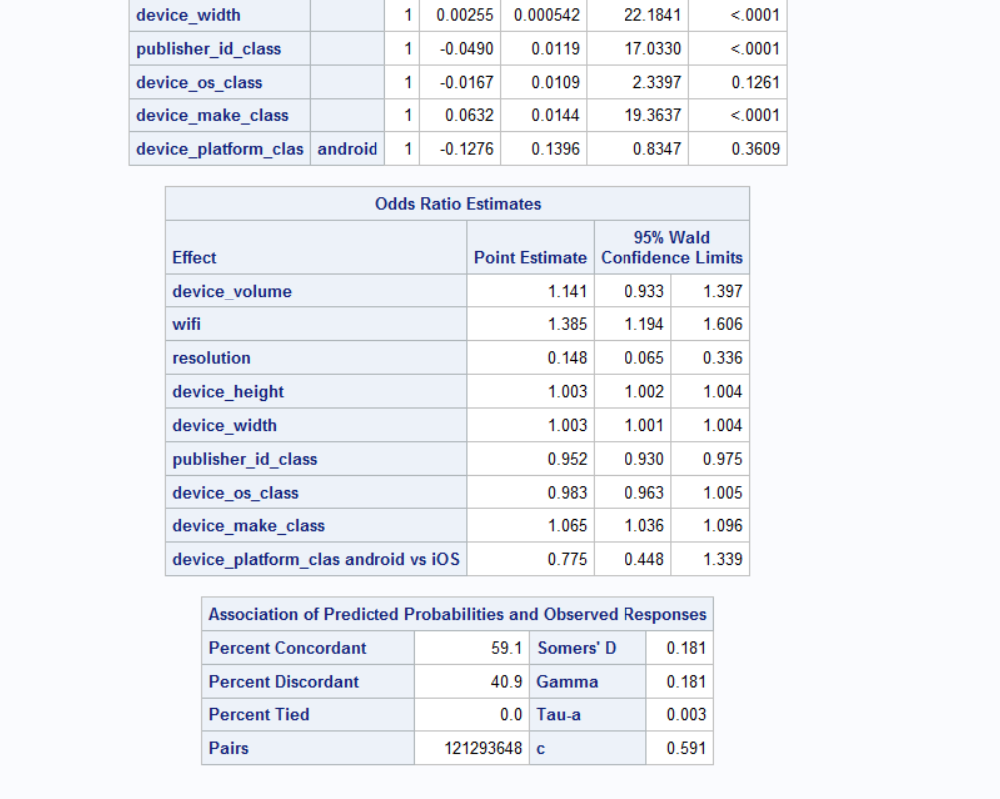 device_width 1 0.00255 0.000542 22.1841 <.0001
publisher_id_class 1 -0.0490 0.0119 17.0330 <.0001
device_os_class 1 -0.0167 0.0109 2.3397 0.1261
device_make_class 1 0.0632 0.0144 19.3637 <.0001
device_platform_clas android 1 -0.1276 0.1396 0.8347 0.3609
Odds Ratio Estimates
Effect Point Estimate 95% Wald Confidence Limits
device_volume 1.141 0.933 1.397
wifi 1.385 1.194 1.606
resolution 0.148 0.065 0.336
device_height 1.003 1.002 1.004
device_width 1.003 1.001 1.004
publisher_id_class 0.952 0.930 0.975
device_os_class 0.983 0.963 1.005
device_make_class 1.065 1.036 1.096
device_platform_clas android vs iOS 0.775 0.448 1.339
Association of Predicted Probabilities and Observed Responses
Percent Concordant 59.1 Somers' D 0.181
Percent Discordant 40.9 Gamma 0.181
Percent Tied 0.0 Tau-a 0.003
Pairs 121293648 c 0.591